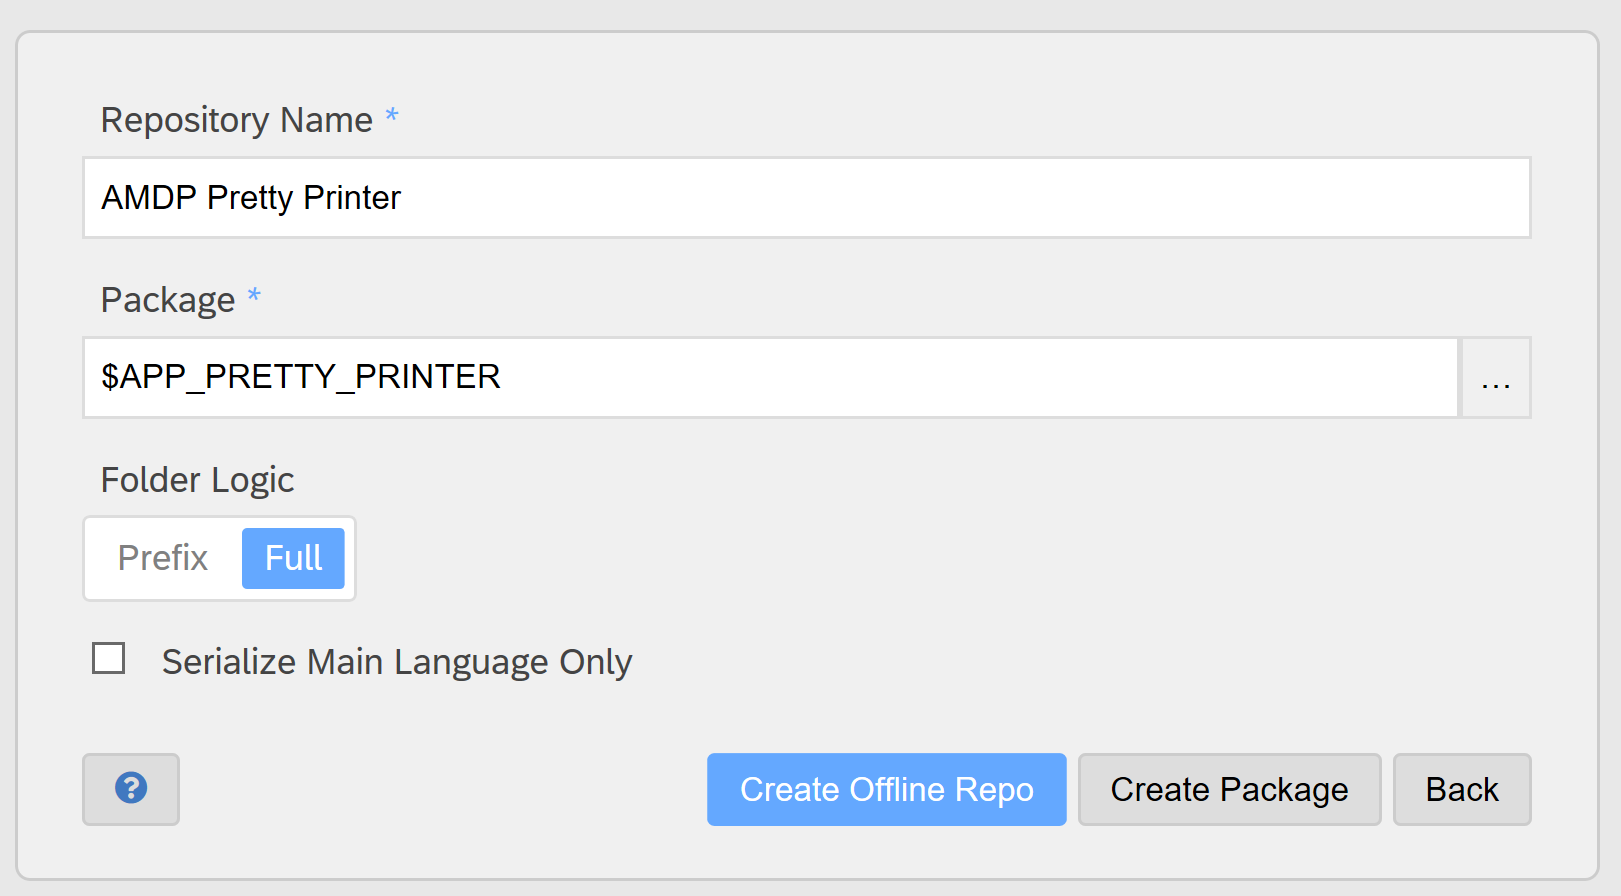 Repository Name *
AMDP Pretty Printer
Package *
$APP_PRETTY_PRINTER
...
Folder Logic
Prefix Full
Serialize Main Language Only
? Create Offline Repo Create Package Back